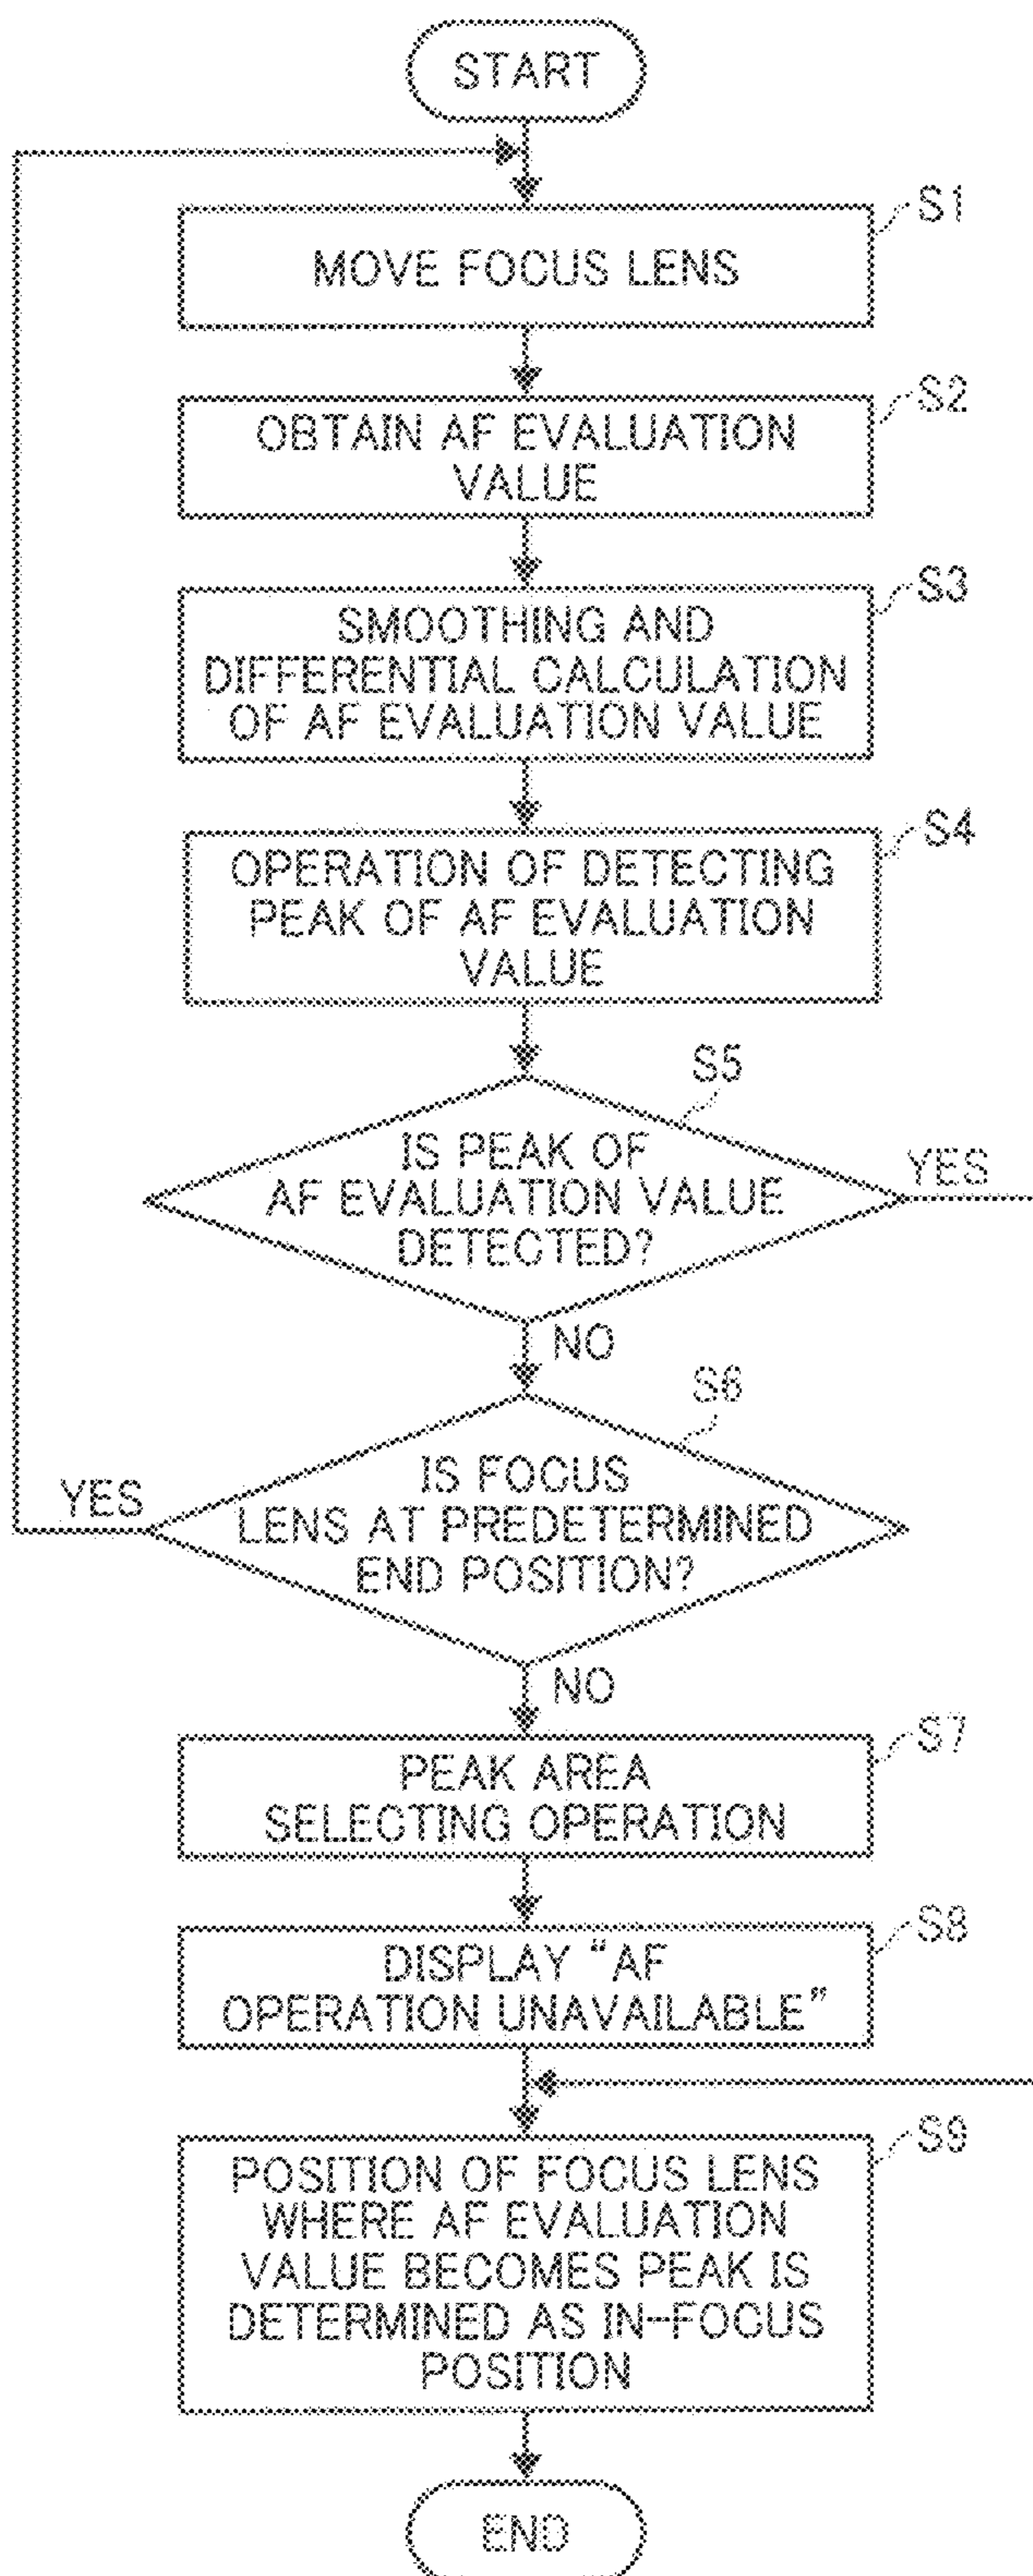 START
S1
MOVE FOCUS LENS
S2
OBTAIN AF EVALUATION
VALUE
S3
SMOOTHING AND
DIFFERENTIAL CALCULATION
OF AF EVALUATION VALUE
S4
OPERATION OF DETECTING
PEAK OF AF EVALUATION
VALUE
S5
IS PEAK OF
AF EVALUATION VALUE
DETECTED?
YES
NO
S6
IS FOCUS
LENS AT PREDETERMINED
END POSITION?
YES
NO
S7
PEAK AREA
SELECTING OPERATION
S8
DISPLAY “AF
OPERATION UNAVAILABLE”
S9
POSITION OF FOCUS LENS
WHERE AF EVALUATION
VALUE BECOMES PEAK IS
DETERMINED AS IN-FOCUS
POSITION
END